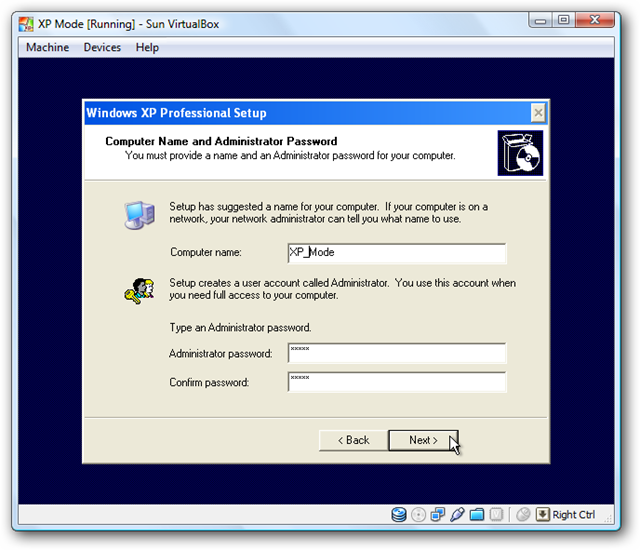 XP Mode [Running] - Sun VirtualBox
Machine Devices Help
Windows XP Professional Setup
Computer Name and Administrator Password
You must provide a name and an Administrator password for your computer.
Setup has suggested a name for your computer. If your computer is on a
network, your network administrator can tell you what name to use.
Computer name: XP_Mode
Setup creates a user account called Administrator. You use this account when
you need full access to your computer.
Type an Administrator password.
Administrator password: *****
Confirm password: *****
< Back Next >
Right Ctrl